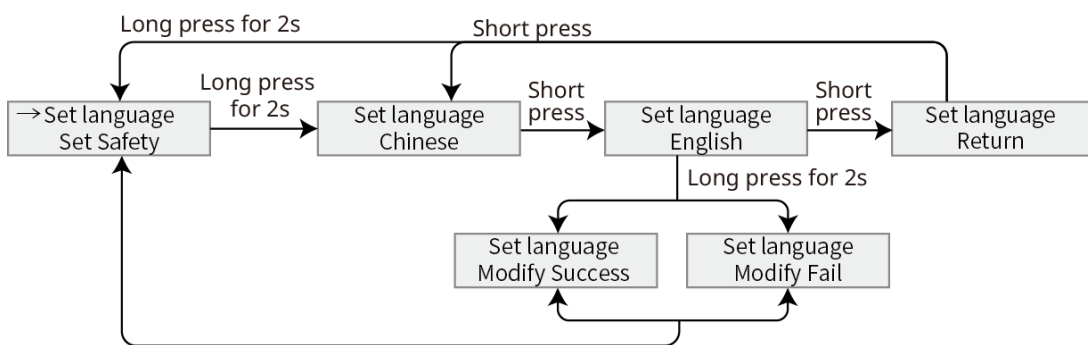 Long press for 2s
Short press
Long press
for 2s
Short
press
Short
press
→Set language
Set Safety
Set language
Chinese
Set language
English
Set language
Return
Long press for 2s
Set language
Modify Success
Set language
Modify Fail